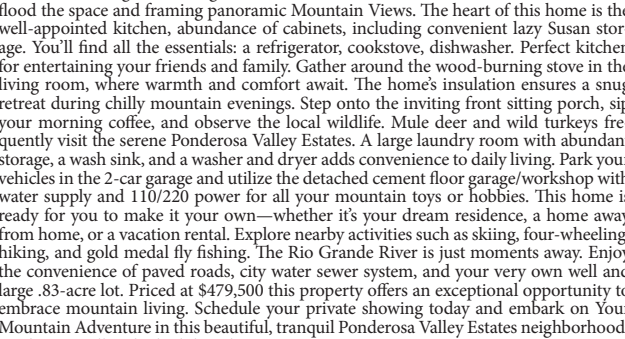 flood the space and framing panoramic Mountain Views. The heart of this home is the
well-appointed kitchen, abundance of cabinets, including convenient lazy Susan stor
age. You'll find all the essentials: a refrigerator, cookstove, dishwasher. Perfect kitchen
for entertaining your friends and family. Gather around the wood-burning stove in the
living room, where warmth and comfort await. The home's insulation ensures a snug
retreat during chilly mountain evenings. Step onto the inviting front sitting porch, sip
your morning coffee, and observe the local wildlife. Mule deer and wild turkeys fre
quently visit the serene Ponderosa Valley Estates. A large laundry room with abundan
storage, a wash sink, and a washer and dryer adds convenience to daily living. Park you
vehicles in the 2-car garage and utilize the detached cement floor garage/workshop with
water supply and 110/220 power for all your mountain toys or hobbies. This home is
ready for you to make it your own—whether it's your dream residence, a home away
from home, or a vacation rental. Explore nearby activities such as skiing, four-wheeling
hiking, and gold medal fly fishing. The Rio Grande River is just moments away. Enjoy
the convenience of paved roads, city water sewer system, and your very own well and
large .83-acre lot. Priced at $479,500 this property offers an exceptional opportunity to
embrace mountain living. Schedule your private showing today and embark on You
Mountain Adventure in this beautiful, tranquil Ponderosa Valley Estates neighborhood